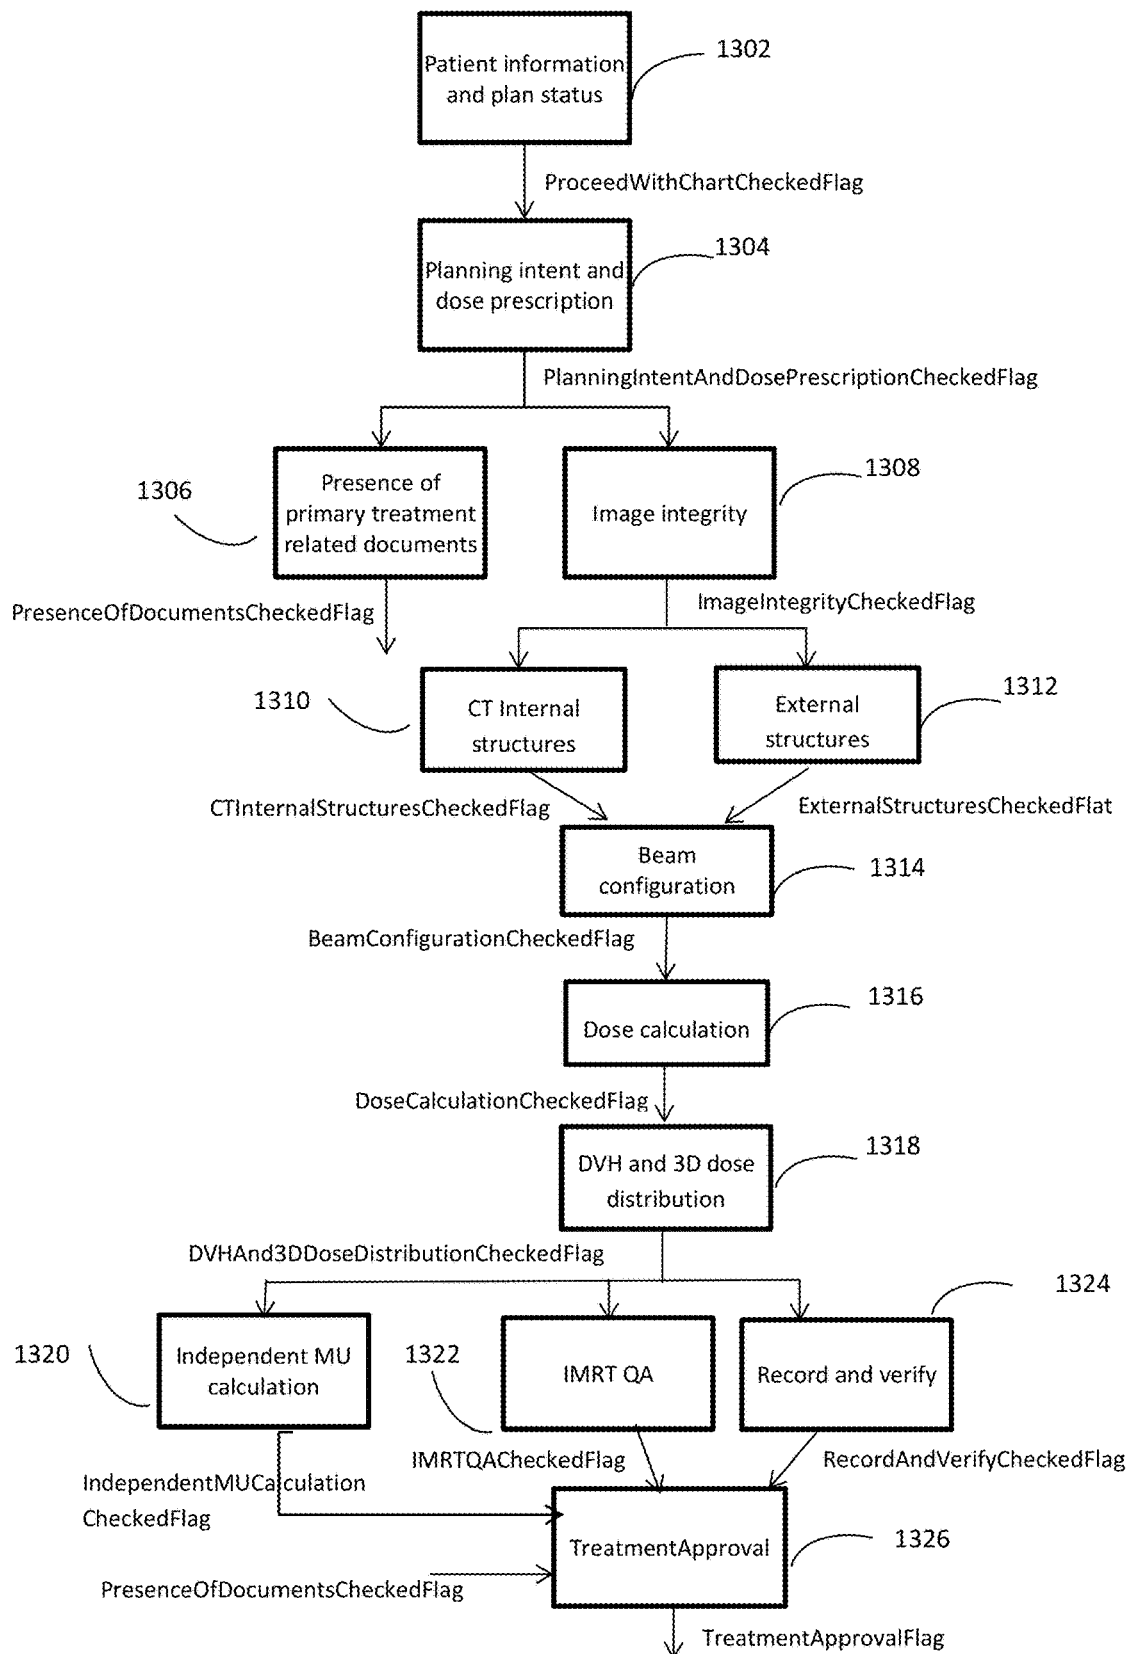 1302
Patient information
and plan status
ProceedWithChartCheckedFlag
1304
Planning intent and
dose prescription
PlanningIntentAndDosePrescriptionCheckedFlag
1306
Presence of
primary treatment
related documents
1308
Image integrity
PresenceOfDocumentsCheckedFlag
ImageIntegrityCheckedFlag
1310
CT Internal
structures
1312
External
structures
CTInternalStructuresCheckedFlag
ExternalStructuresCheckedFlat
Beam
configuration
1314
BeamConfigurationCheckedFlag
1316
Dose calculation
DoseCalculationCheckedFlag
1318
DVH and 3D dose
distribution
DVHAnd3DDoseDistributionCheckedFlag
1324
1320
Independent MU
calculation
1322
IMRT QA
Record and verify
IMRTQACheckedFlag
RecordAndVerifyCheckedFlag
IndependentMUCalculation
CheckedFlag
1326
TreatmentApproval
PresenceOfDocumentsCheckedFlag
TreatmentApprovalFlag